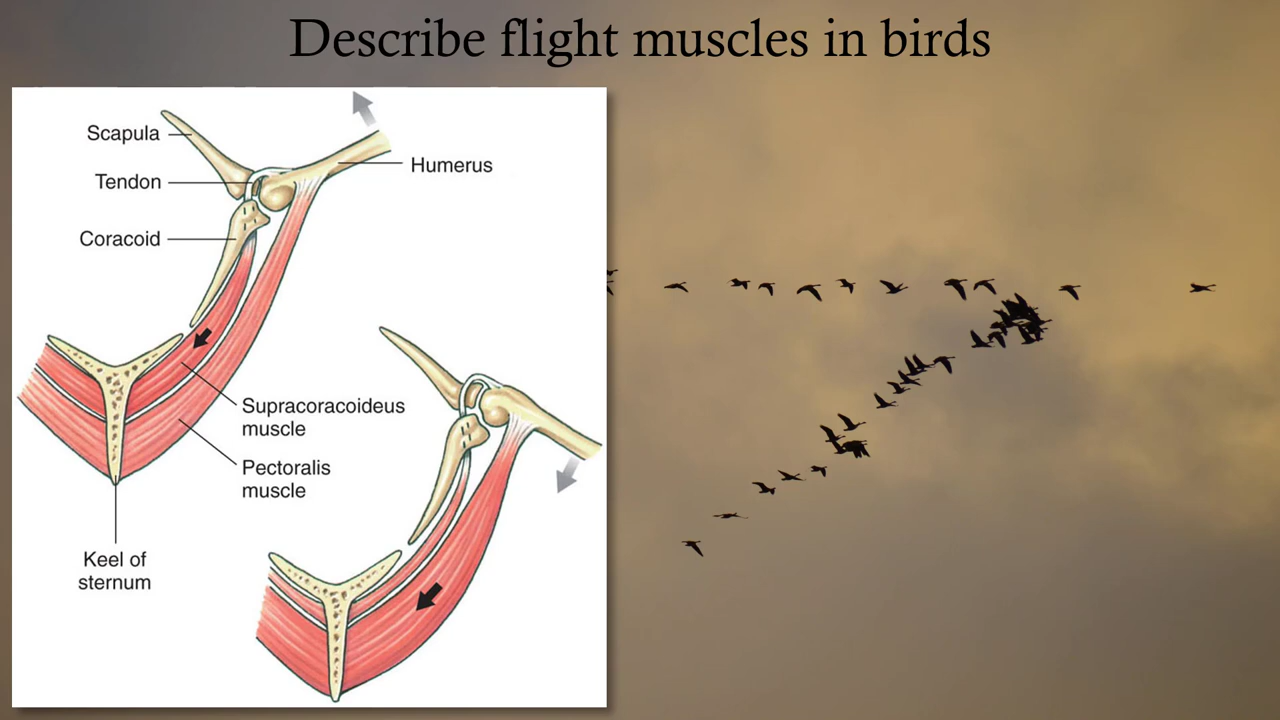 Describe flight muscles in birds
Scapula
Humerus
Tendon
Coracoid
Supracoracoideus
muscle
Pectoralis
muscle
Keel of
sternum